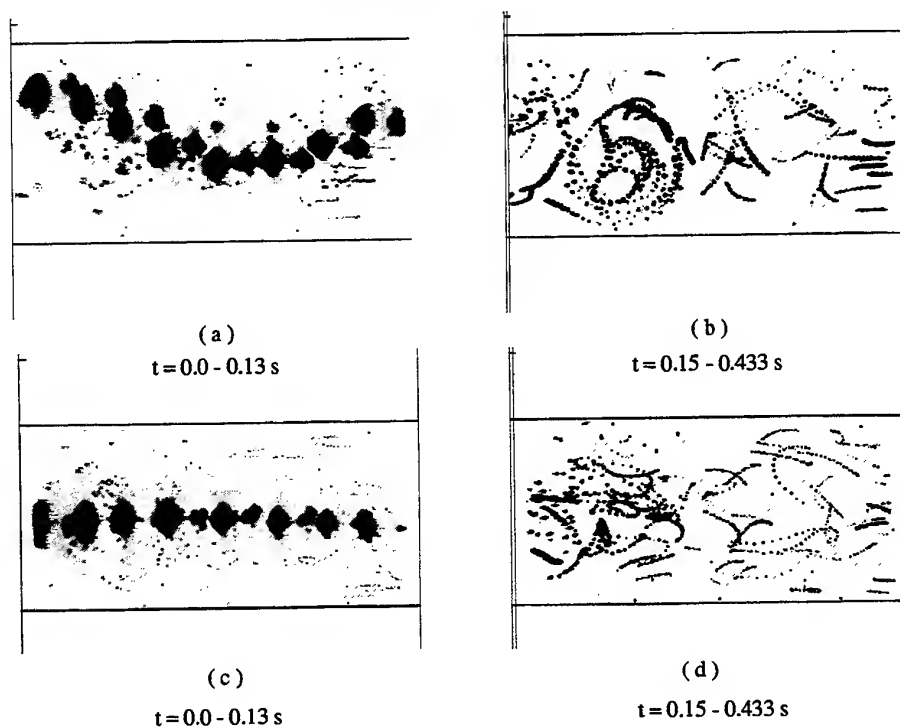 (a)
t = 0.0 - 0.13 s
(b)
t = 0.15 - 0.433 s
(c)
t = 0.0 - 0.13 s
(d)
t = 0.15 - 0.433 s